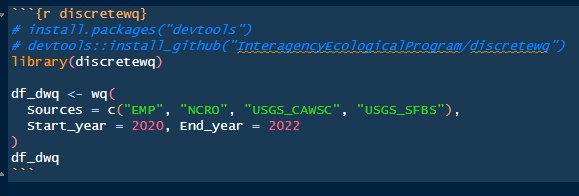 ```{r discretewq}
# install.packages("devtools")
# devtools::install_github("InteragencyEcologicalProgram/discretewq")
library(discretewq)

df_dwq <- wq(
  Sources = c("EMP", "NCRO", "USGS_CAWSC", "USGS_SFBS"),
  Start_year = 2020, End_year = 2022
)
df_dwq
```